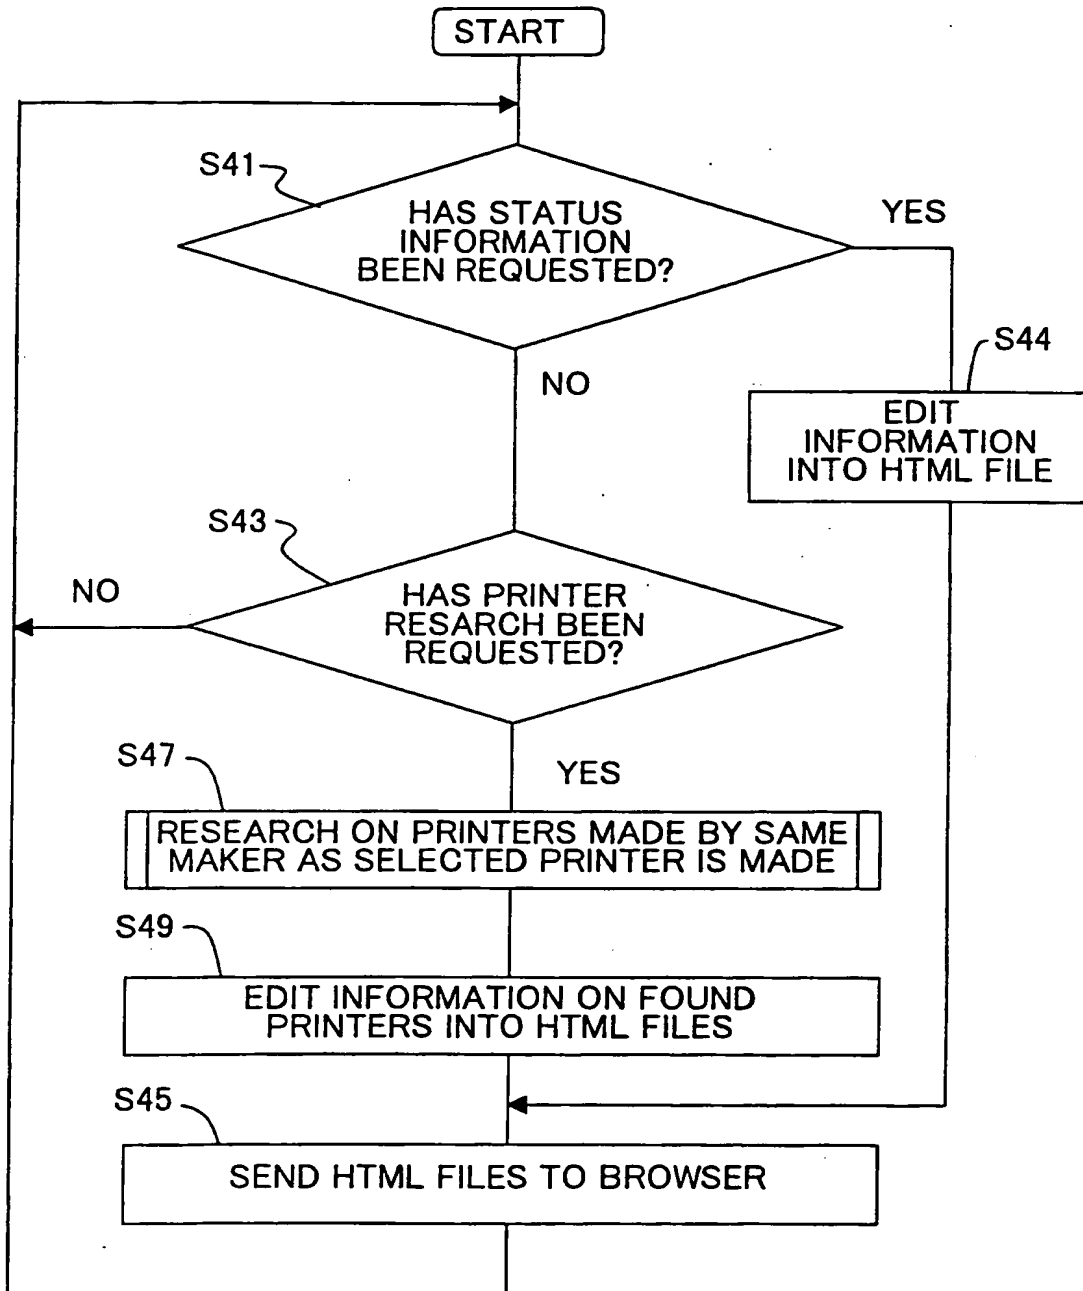 START
S41
HAS STATUS
INFORMATION
BEEN REQUESTED?
YES
S44
NO
EDIT
INFORMATION
INTO HTML FILE
S43
NO
HAS PRINTER
RESARCH BEEN
REQUESTED?
S47
YES
RESEARCH ON PRINTERS MADE BY SAME
MAKER AS SELECTED PRINTER IS MADE
S49
EDIT INFORMATION ON FOUND
PRINTERS INTO HTML FILES
S45
SEND HTML FILES TO BROWSER